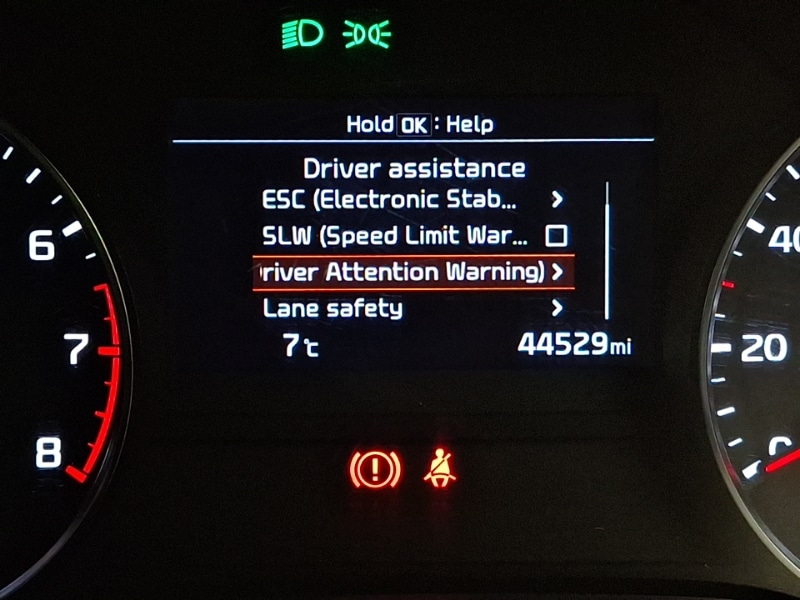 Hold OK : Help
Driver assistance
ESC (Electronic Stab... >
SLW (Speed Limit War...
river Attention Warning) >
Lane safety >
7℃
44529mi
6
7
8
40
20
0